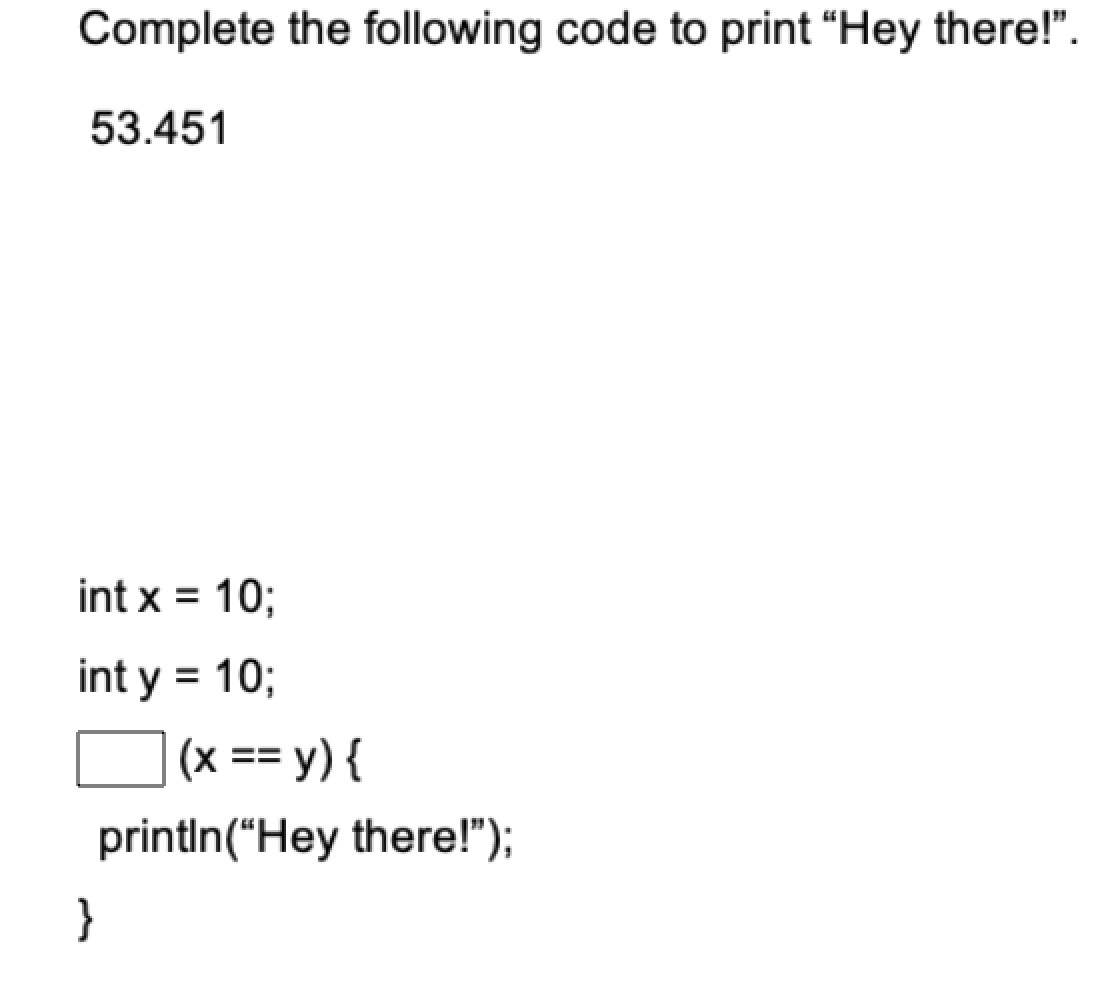 Complete the following code to print “Hey there!”.
53.451
int x = 10;
int y = 10;
(x == y) {
println(“Hey there!”);
}